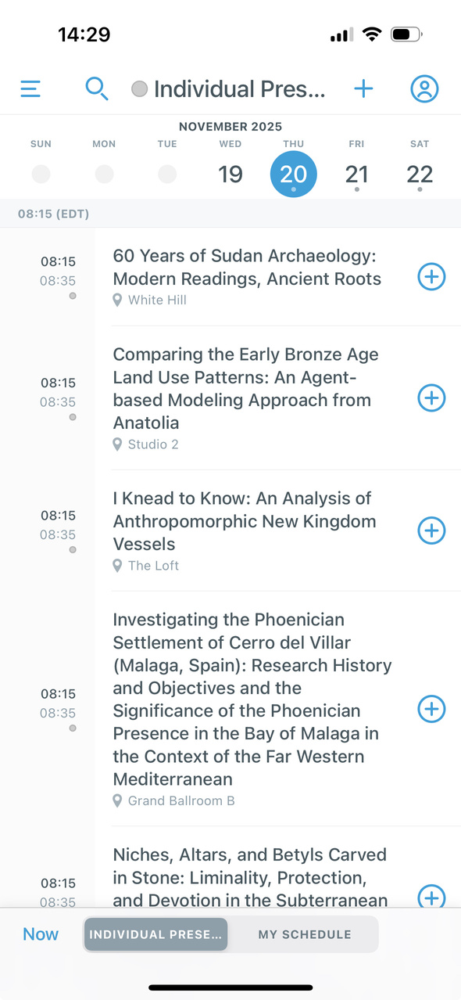 14:29
Individual Pres...
NOVEMBER 2025
SUN MON TUE WED THU FRI SAT
19 20 21 22
08:15 (EDT)
08:15
08:35
60 Years of Sudan Archaeology:
Modern Readings, Ancient Roots
White Hill
08:15
08:35
Comparing the Early Bronze Age
Land Use Patterns: An Agent-
based Modeling Approach from
Anatolia
Studio 2
08:15
08:35
I Knead to Know: An Analysis of
Anthropomorphic New Kingdom
Vessels
The Loft
08:15
08:35
Investigating the Phoenician
Settlement of Cerro del Villar
(Malaga, Spain): Research History
and Objectives and the
Significance of the Phoenician
Presence in the Bay of Malaga in
the Context of the Far Western
Mediterranean
Grand Ballroom B
08:15
08:35
Niches, Altars, and Betyls Carved
in Stone: Liminality, Protection,
and Devotion in the Subterranean
Now
INDIVIDUAL PRESE...
MY SCHEDULE